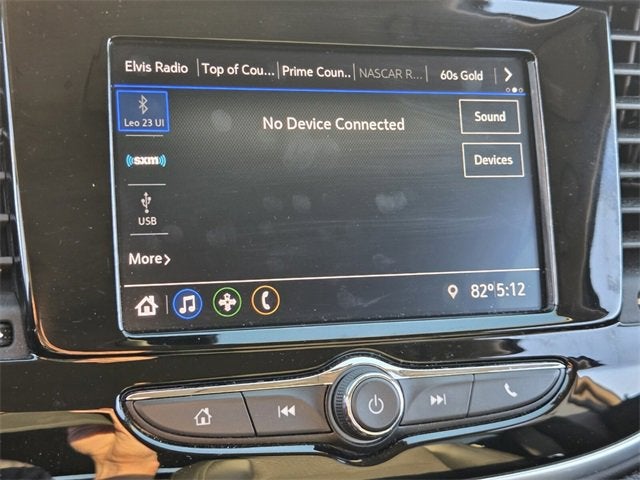 Elvis Radio Top of Cou... Prime Coun.. NASCAR R... 60s Gold
Leo 23 UI
No Device Connected
Sound
((sxm))
Devices
USB
More
82° 5:12